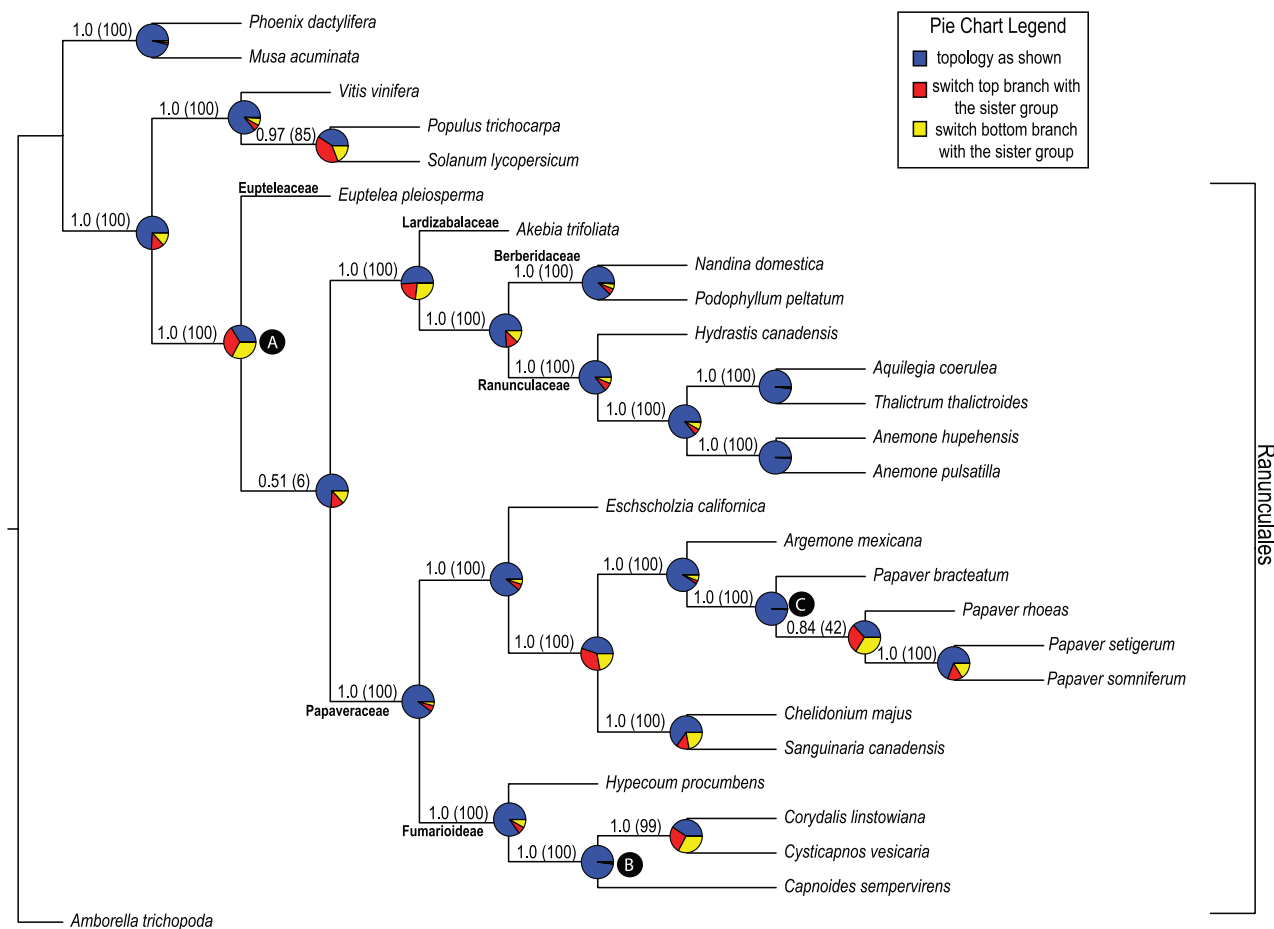 1.0 (100)
Phoenix dactylifera
Musa acuminata
Pie Chart Legend
topology as shown
switch top branch with
the sister group
switch bottom branch
with the sister group
Vitis vinifera
1.0 (100)
0.97 (85)
Populus trichocarpa
Solanum lycopersicum
Eupteleaceae
Euptelea pleiosperma
1.0 (100)
Lardizabalaceae
Akebia trifoliata
Berberidaceae
1.0 (100)
1.0 (100)
Nandina domestica
Podophyllum peltatum
1.0 (100)
1.0 (100)
A
Hydrastis canadensis
1.0 (100)
Ranunculaceae
Aquilegia coerulea
1.0 (100)
Thalictrum thalictroides
1.0 (100)
Anemone hupehensis
1.0 (100)
Anemone pulsatilla
Ranunculales
0.51 (6)
Eschscholzia californica
Argemone mexicana
1.0 (100)
1.0 (100)
Papaver bracteatum
1.0 (100)
C
Papaver rhoeas
0.84 (42)
Papaver setigerum
1.0 (100)
Papaver somniferum
1.0 (100)
Papaveraceae
Chelidonium majus
1.0 (100)
Sanguinaria canadensis
Hypecoum procumbens
1.0 (100)
Fumarioideae
Corydalis linstowiana
1.0 (99)
Cysticapnos vesicaria
1.0 (100)
B
Capnoides sempervirens
Amborella trichopoda